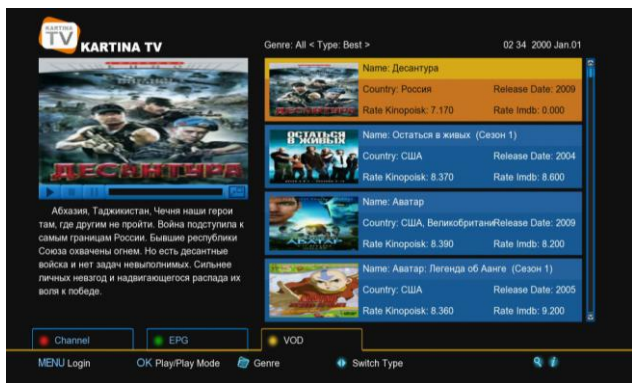 KARTINA
TV
KARTINA TV
Genre: All < Type: Best >
02 34 2000 Jan.01
ДЕСАНТУРА
Абхазия, Таджикистан, Чечня наши герои
там, где другим не пройти. Война подступила к
самым границам России. Бывшие республики
Союза охвачены огнем. Но есть десантные
войска и нет задач невыполнимых. Сильнее
личных невзгод и надвигающегося распада их
воля к победе.
ДЕСАНТУРА
Name: Десантура
Country: Россия Release Date: 2009
Rate Kinopoisk: 7.170 Rate Imdb: 0.000
ОСТАТЬСЯ
В ЖИВЫХ
Name: Остаться в живых (Сезон 1)
Country: США Release Date: 2004
Rate Kinopoisk: 8.370 Rate Imdb: 8.600
АВАТАР
Name: Аватар
Country: США, Великобритани Release Date: 2009
Rate Kinopoisk: 8.390 Rate Imdb: 8.200
Name: Аватар: Легенда об Аанге (Сезон 1)
Country: США Release Date: 2005
Rate Kinopoisk: 8.360 Rate Imdb: 9.200
Channel EPG VOD
MENU Login OK Play/Play Mode Genre Switch Type